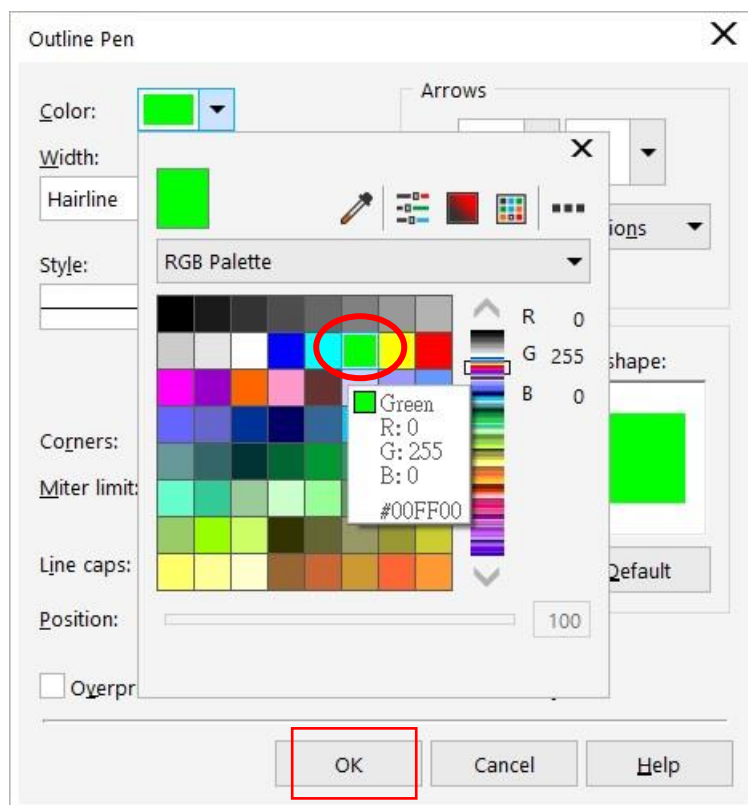 Outline Pen
Color:
Arrows
Width:
Hairline
RGB Palette
Style:
R 0
G 255
B 0
shape:
Green
R: 0
G: 255
B: 0
#00FF00
Corners:
Miter limit:
Line caps:
Default
Position:
100
Overpr
OK Cancel Help